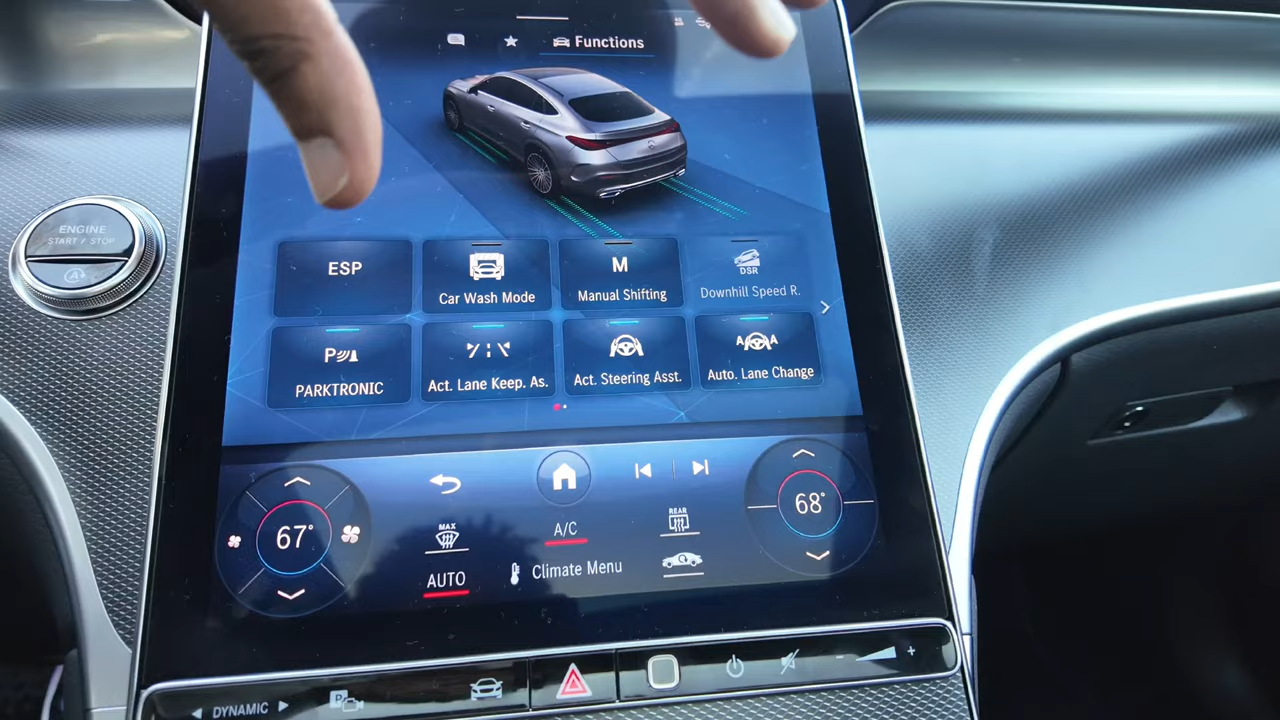 Functions
ENGINE
START / STOP
A
ESP
Car Wash Mode
M
Manual Shifting
DSR
Downhill Speed R.
P
PARKTRONIC
Act. Lane Keep. As.
Act. Steering Asst.
A A
Auto. Lane Change
67°
MAX
A/C
REAR
68°
AUTO
Climate Menu
DYNAMIC
P
- +